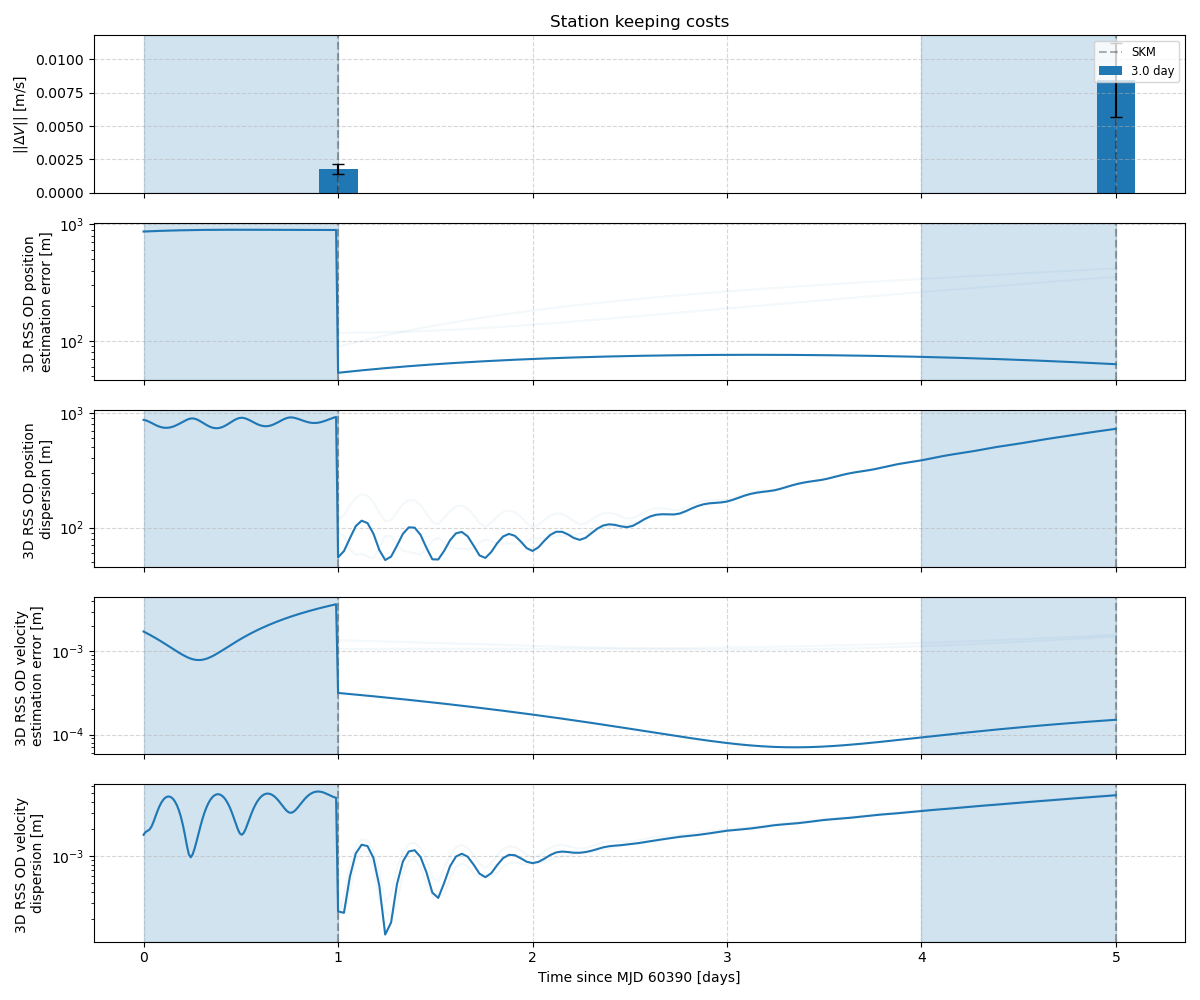 Station keeping costs
||ΔV|| [m/s]
0.0100
0.0075
0.0050
0.0025
0.0000
SKM
3.0 day
3D RSS OD position
estimation error [m]
10³
10²
3D RSS OD position
dispersion [m]
10³
10²
3D RSS OD velocity
estimation error [m]
10⁻³
10⁻⁴
3D RSS OD velocity
dispersion [m]
10⁻³
0 1 2 3 4 5
Time since MJD 60390 [days]